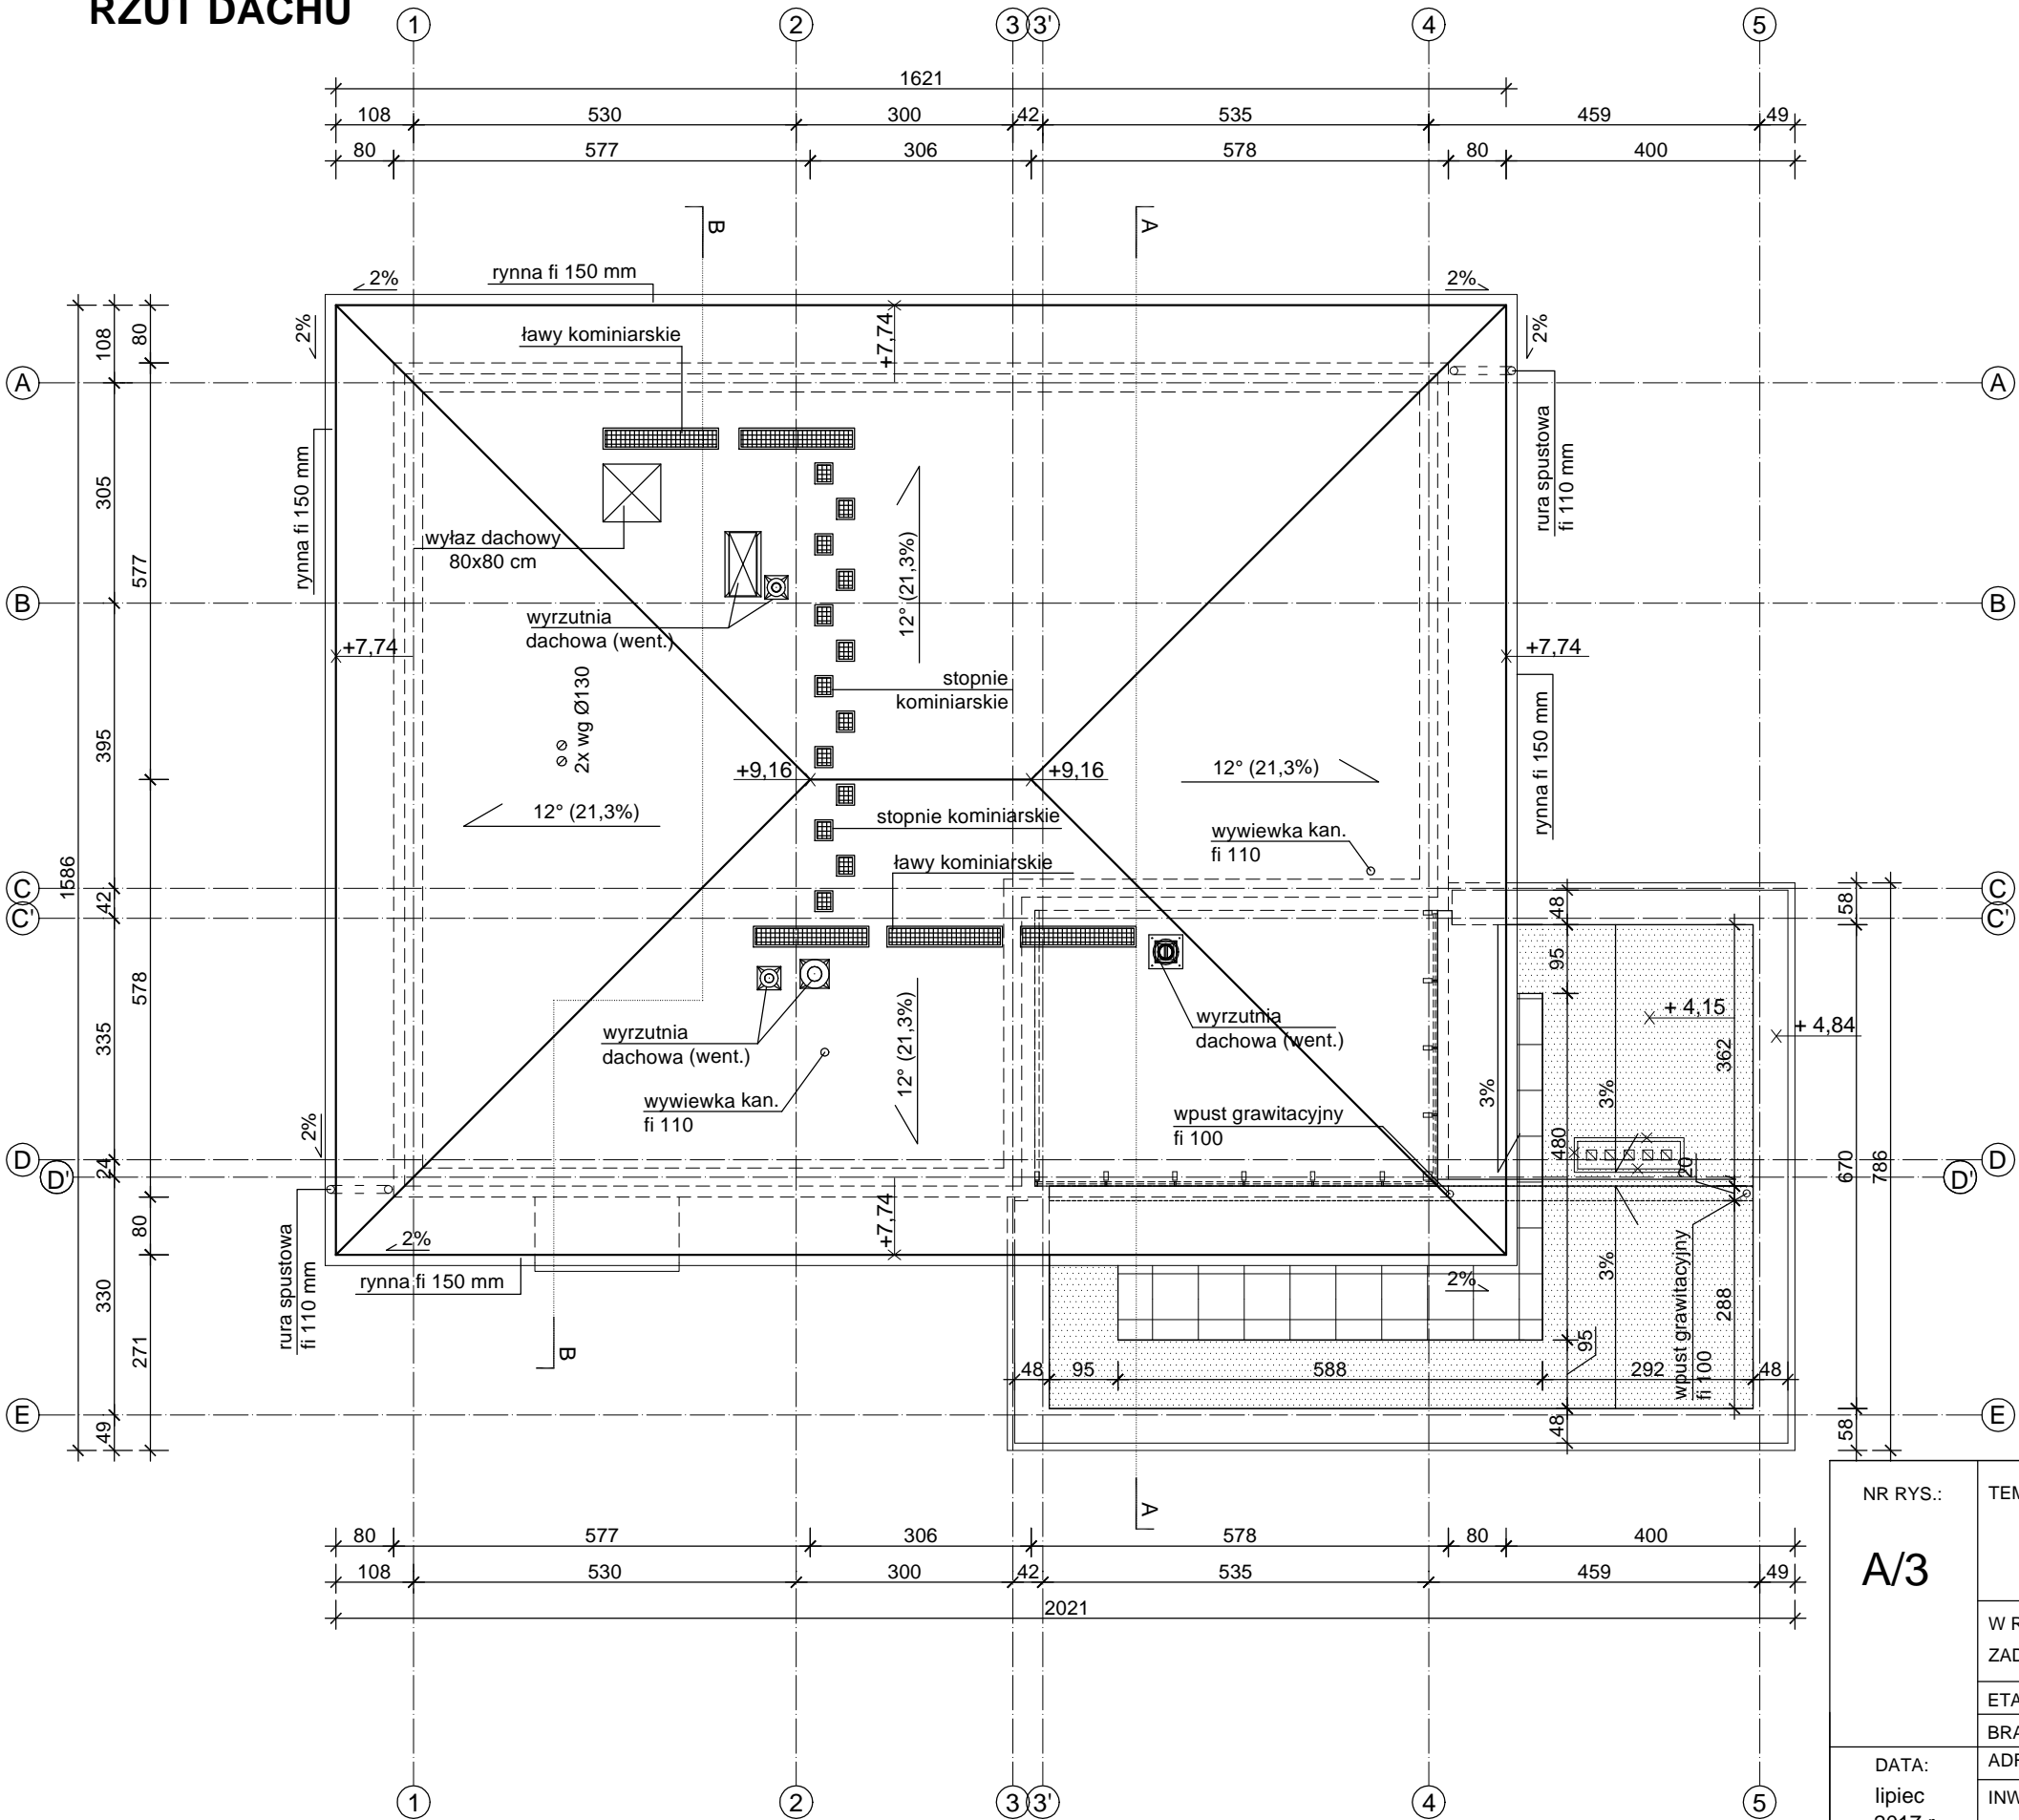 RZUT DACHU
1 2 3 3' 4 5
1621
108 530 300 42 535 459 49
80 577 306 578 80 400
B A
2% rynna fi 150 mm 2%
2% 2%
108 80
ławy kominiarskie
+7,74
A A
rynna fi 150 mm
rura spustowa
fi 110 mm
305
577
wyłaz dachowy
80x80 cm
12° (21,3%)
B B
wyrzutnia
dachowa (went.)
+7,74 +7,74
2x wg Ø130
stopnie
kominiarskie
rynna fi 150 mm
395
+9,16 +9,16
12° (21,3%)
12° (21,3%)
stopnie kominiarskie
wywiewka kan.
fi 110
ławy kominiarskie
1586
C C
42 48 58
C' C'
95
578
335
+ 4,15
+ 4,84
wyrzutnia
dachowa (went.)
wyrzutnia
dachowa (went.)
12° (21,3%)
362
wywiewka kan.
fi 110
wpust grawitacyjny
fi 100
3% 3%
2%
480
670 786
D D
24 20
D' D'
80
+7,74
2%
rura spustowa
fi 110 mm
rynna fi 150 mm
2%
3%
wpust grawitacyjny
fi 100
330
271
288
95
B
48 95 588 292 48
E E
49 48 58
A
NR RYS.:
A/3
80 577 306 578 80 400
108 530 300 42 535 459 49
2021
DATA:
lipiec
1 2 3 3' 4 5